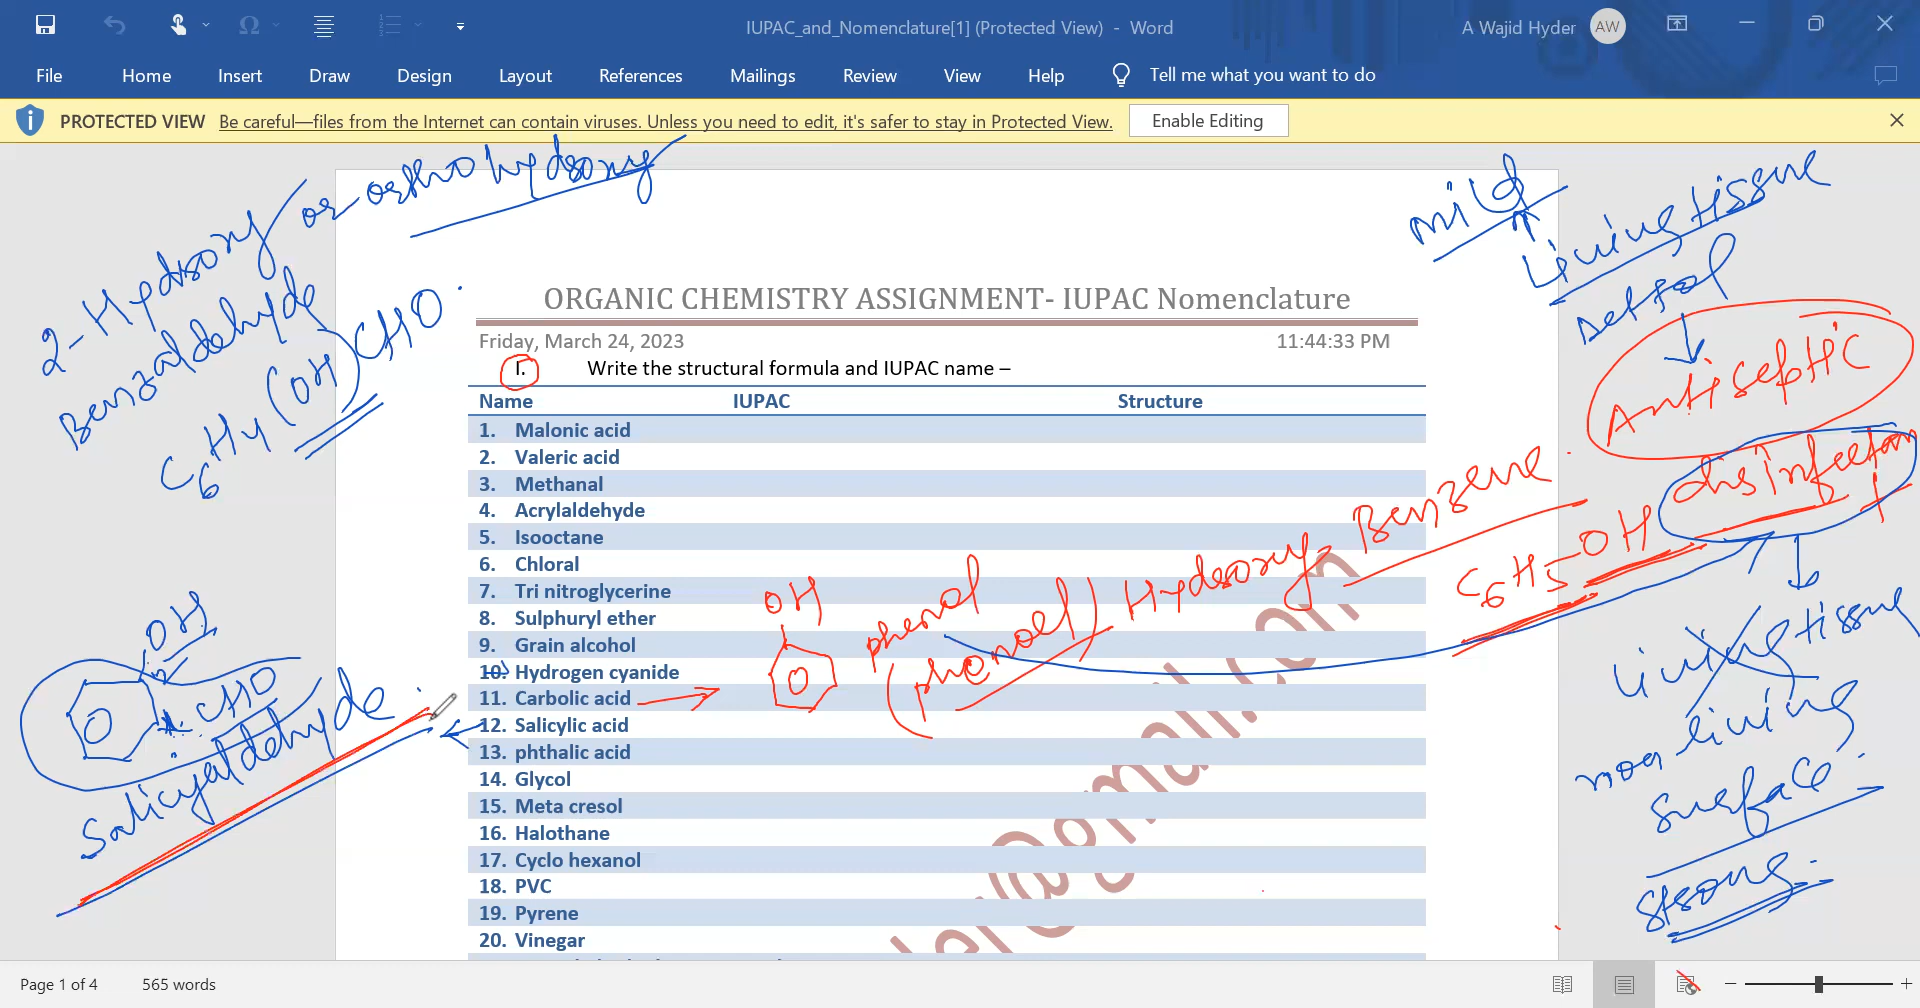 IUPAC_and_Nomenclature[1] (Protected View) - Word
A Wajid Hyder AW
File Home Insert Draw Design Layout References Mailings Review View Help Tell me what you want to do
PROTECTED VIEW Be careful—files from the Internet can contain viruses. Unless you need to edit, it's safer to stay in Protected View. Enable Editing
2-Hydroxy or ortho hydroxy
Benzaldehyde
C6H4(OH)CHO
mild
Living tissue
Detsol
Antiseptic
disinfectan
ORGANIC CHEMISTRY ASSIGNMENT- IUPAC Nomenclature
Friday, March 24, 2023 11:44:33 PM
I. Write the structural formula and IUPAC name –
Name IUPAC Structure
1. Malonic acid
2. Valeric acid
3. Methanal
4. Acrylaldehyde
5. Isooctane
6. Chloral
7. Tri nitroglycerine
8. Sulphuryl ether
9. Grain alcohol
10. Hydrogen cyanide
11. Carbolic acid
12. Salicylic acid
13. phthalic acid
14. Glycol
15. Meta cresol
16. Halothane
17. Cyclo hexanol
18. PVC
19. Pyrene
20. Vinegar
OH
phenol
(phenol)
Hydroxy Benzene
C6H5-OH
OH
CHO
Salicylaldehyde
living tissue
non-living
surface
strong
@gmail.com
Page 1 of 4 565 words